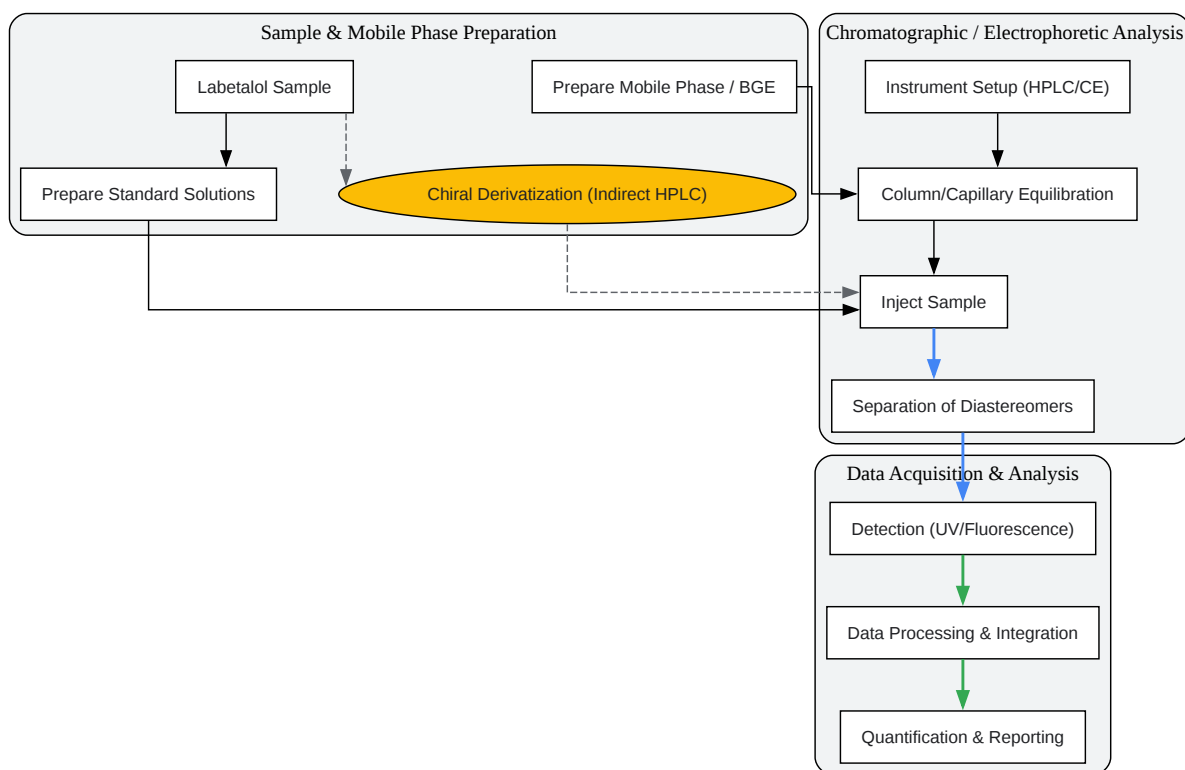 Sample & Mobile Phase Preparation
Labetalol Sample
Prepare Mobile Phase / BGE
Prepare Standard Solutions
Chiral Derivatization (Indirect HPLC)
Chromatographic / Electrophoretic Analysis
Instrument Setup (HPLC/CE)
Column/Capillary Equilibration
Inject Sample
Separation of Diastereomers
Data Acquisition & Analysis
Detection (UV/Fluorescence)
Data Processing & Integration
Quantification & Reporting